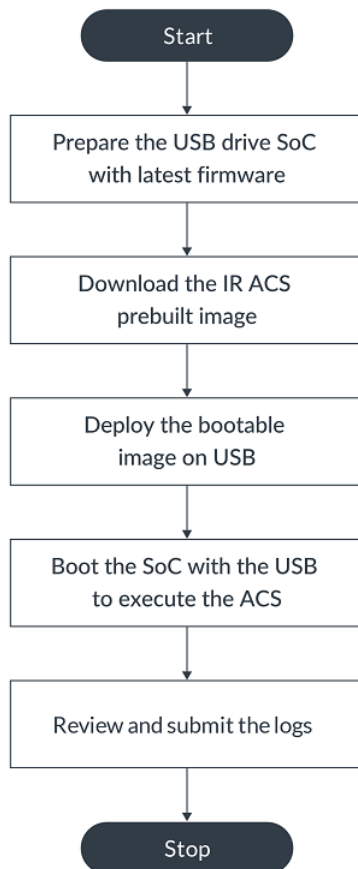 Start
Prepare the USB drive SoC
with latest firmware
Download the IR ACS
prebuilt image
Deploy the bootable
image on USB
Boot the SoC with the USB
to execute the ACS
Review and submit the logs
Stop